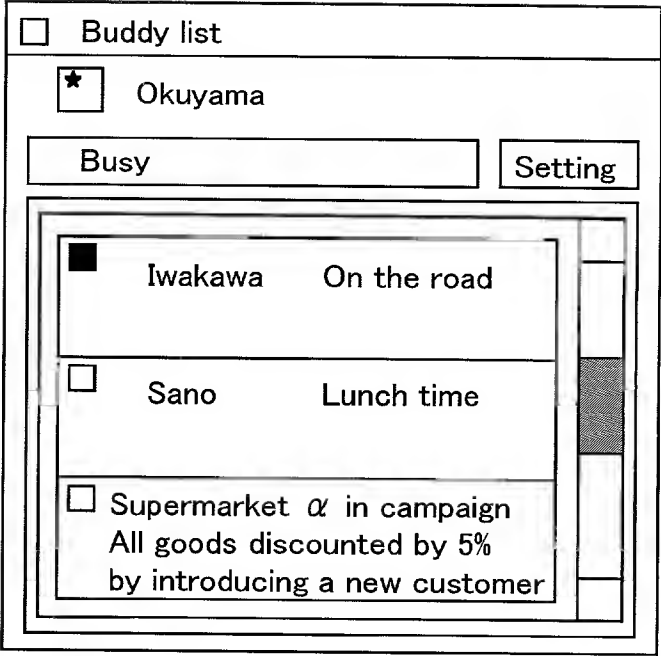 Buddy list
Okuyama
Busy
Setting
Iwakawa On the road
Sano Lunch time
Supermarket α in campaign
All goods discounted by 5%
by introducing a new customer